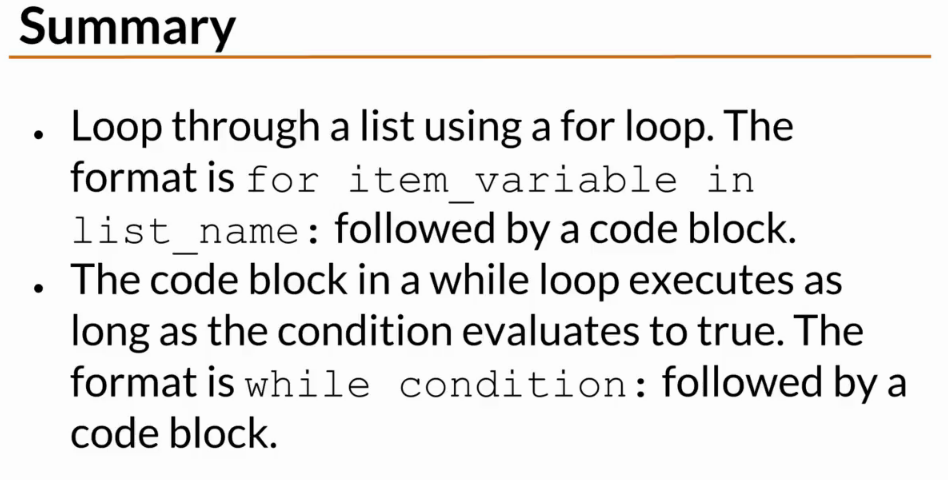 Summary
• Loop through a list using a for loop. The
format is for item_variable in
list_name: followed by a code block.
• The code block in a while loop executes as
long as the condition evaluates to true. The
format is while condition: followed by a
code block.